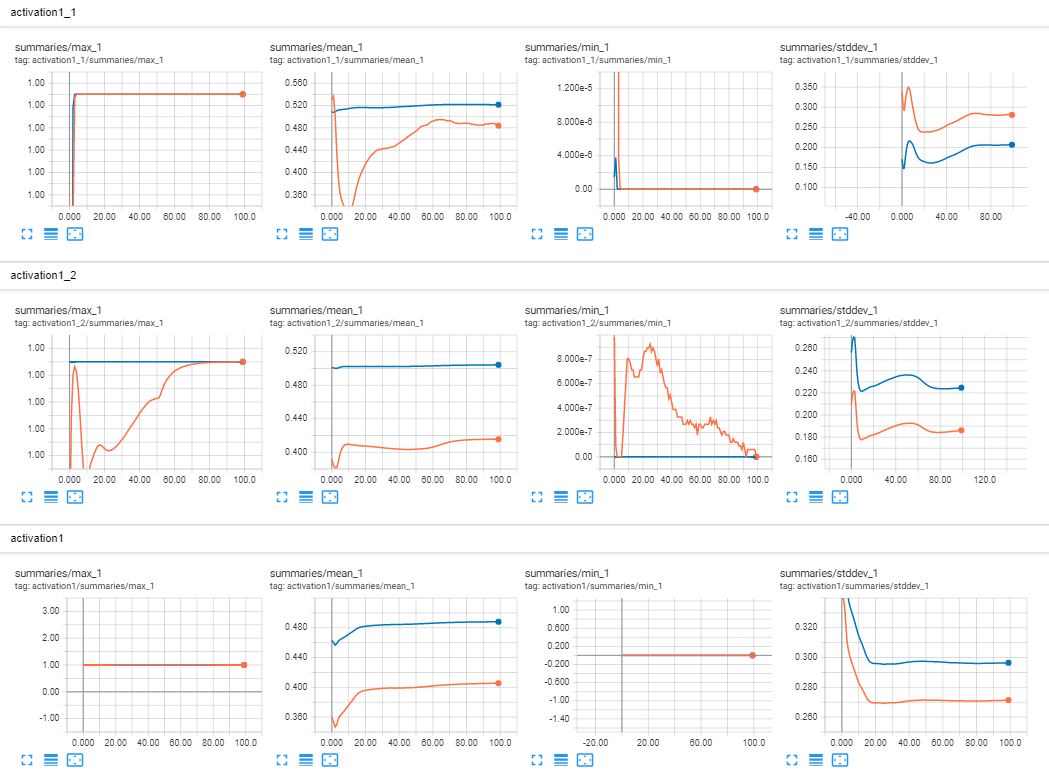 activation1_1
summaries/max_1 summaries/mean_1 summaries/min_1 summaries/stddev_1
tag: activation1_1/summaries/max_1 tag: activation1_1/summaries/mean_1 tag: activation1_1/summaries/min_1 tag: activation1_1/summaries/stddev_1
1.00 0.560 1.200e-5 0.350
1.00 0.520 8.000e-6 0.300
1.00 0.480 4.000e-6 0.250
1.00 0.440 0.00 0.200
1.00 0.400 0.150
1.00 0.360 0.100
0.000 20.00 40.00 60.00 80.00 100.0 0.000 20.00 40.00 60.00 80.00 100.0 0.000 20.00 40.00 60.00 80.00 100.0 -40.00 0.000 40.00 80.00
activation1_2
summaries/max_1 summaries/mean_1 summaries/min_1 summaries/stddev_1
tag: activation1_2/summaries/max_1 tag: activation1_2/summaries/mean_1 tag: activation1_2/summaries/min_1 tag: activation1_2/summaries/stddev_1
1.00 0.520 8.000e-7 0.260
1.00 0.480 6.000e-7 0.240
1.00 0.440 4.000e-7 0.220
1.00 0.400 2.000e-7 0.200
1.00 0.00 0.180
0.160
0.000 20.00 40.00 60.00 80.00 100.0 0.000 20.00 40.00 60.00 80.00 100.0 0.000 20.00 40.00 60.00 80.00 100.0 0.000 40.00 80.00 120.0
activation1
summaries/max_1 summaries/mean_1 summaries/min_1 summaries/stddev_1
tag: activation1/summaries/max_1 tag: activation1/summaries/mean_1 tag: activation1/summaries/min_1 tag: activation1/summaries/stddev_1
3.00 0.480 1.00 0.320
2.00 0.440 0.600 0.300
1.00 0.400 0.200 0.280
0.00 0.360 -0.200 0.260
-1.00 -0.600
-1.00
-1.40
0.000 20.00 40.00 60.00 80.00 100.0 0.000 20.00 40.00 60.00 80.00 100.0 -20.00 20.00 60.00 100.0 0.000 20.00 40.00 60.00 80.00 100.0